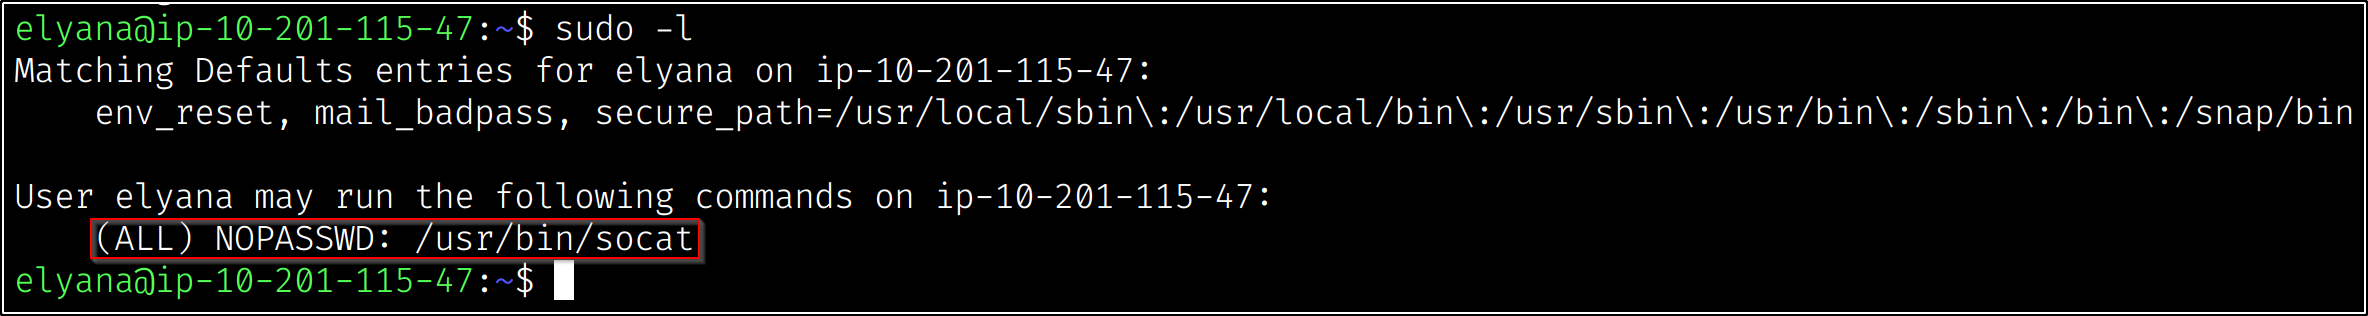 elyana@ip-10-201-115-47:~$ sudo -l
Matching Defaults entries for elyana on ip-10-201-115-47:
    env_reset, mail_badpass, secure_path=/usr/local/sbin\:/usr/local/bin\:/usr/sbin\:/usr/bin\:/sbin\:/bin\:/snap/bin

User elyana may run the following commands on ip-10-201-115-47:
    (ALL) NOPASSWD: /usr/bin/socat
elyana@ip-10-201-115-47:~$